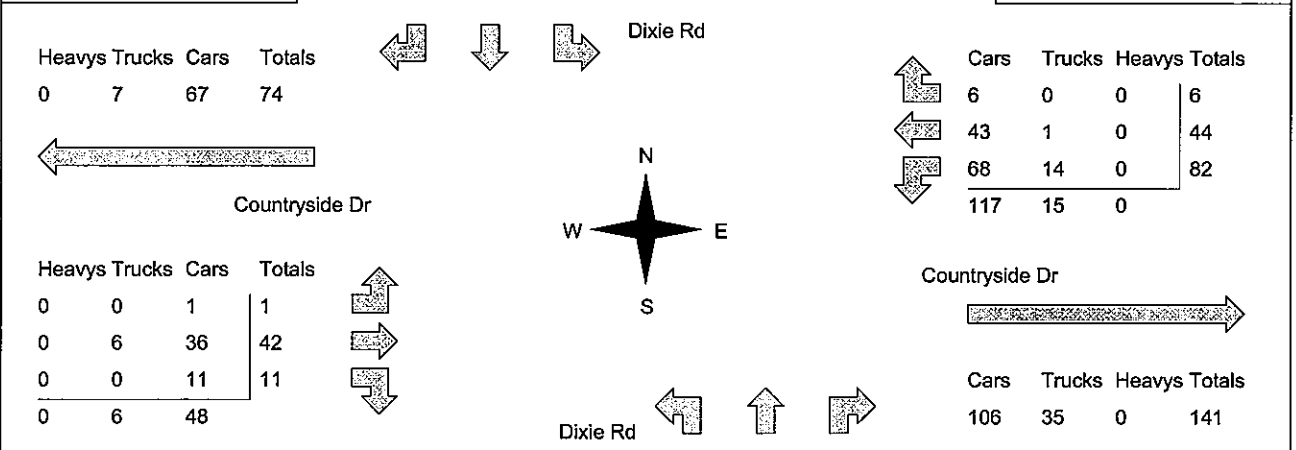 Dixie Rd
Heavys Trucks Cars Totals
0 7 67 74
Cars Trucks Heavys Totals
6 0 0 6
43 1 0 44
68 14 0 82
117 15 0
Countryside Dr
N
W E
S
Heavys Trucks Cars Totals
0 0 1 1
0 6 36 42
0 0 11 11
0 6 48
Countryside Dr
Cars Trucks Heavys Totals
106 35 0 141
Dixie Rd